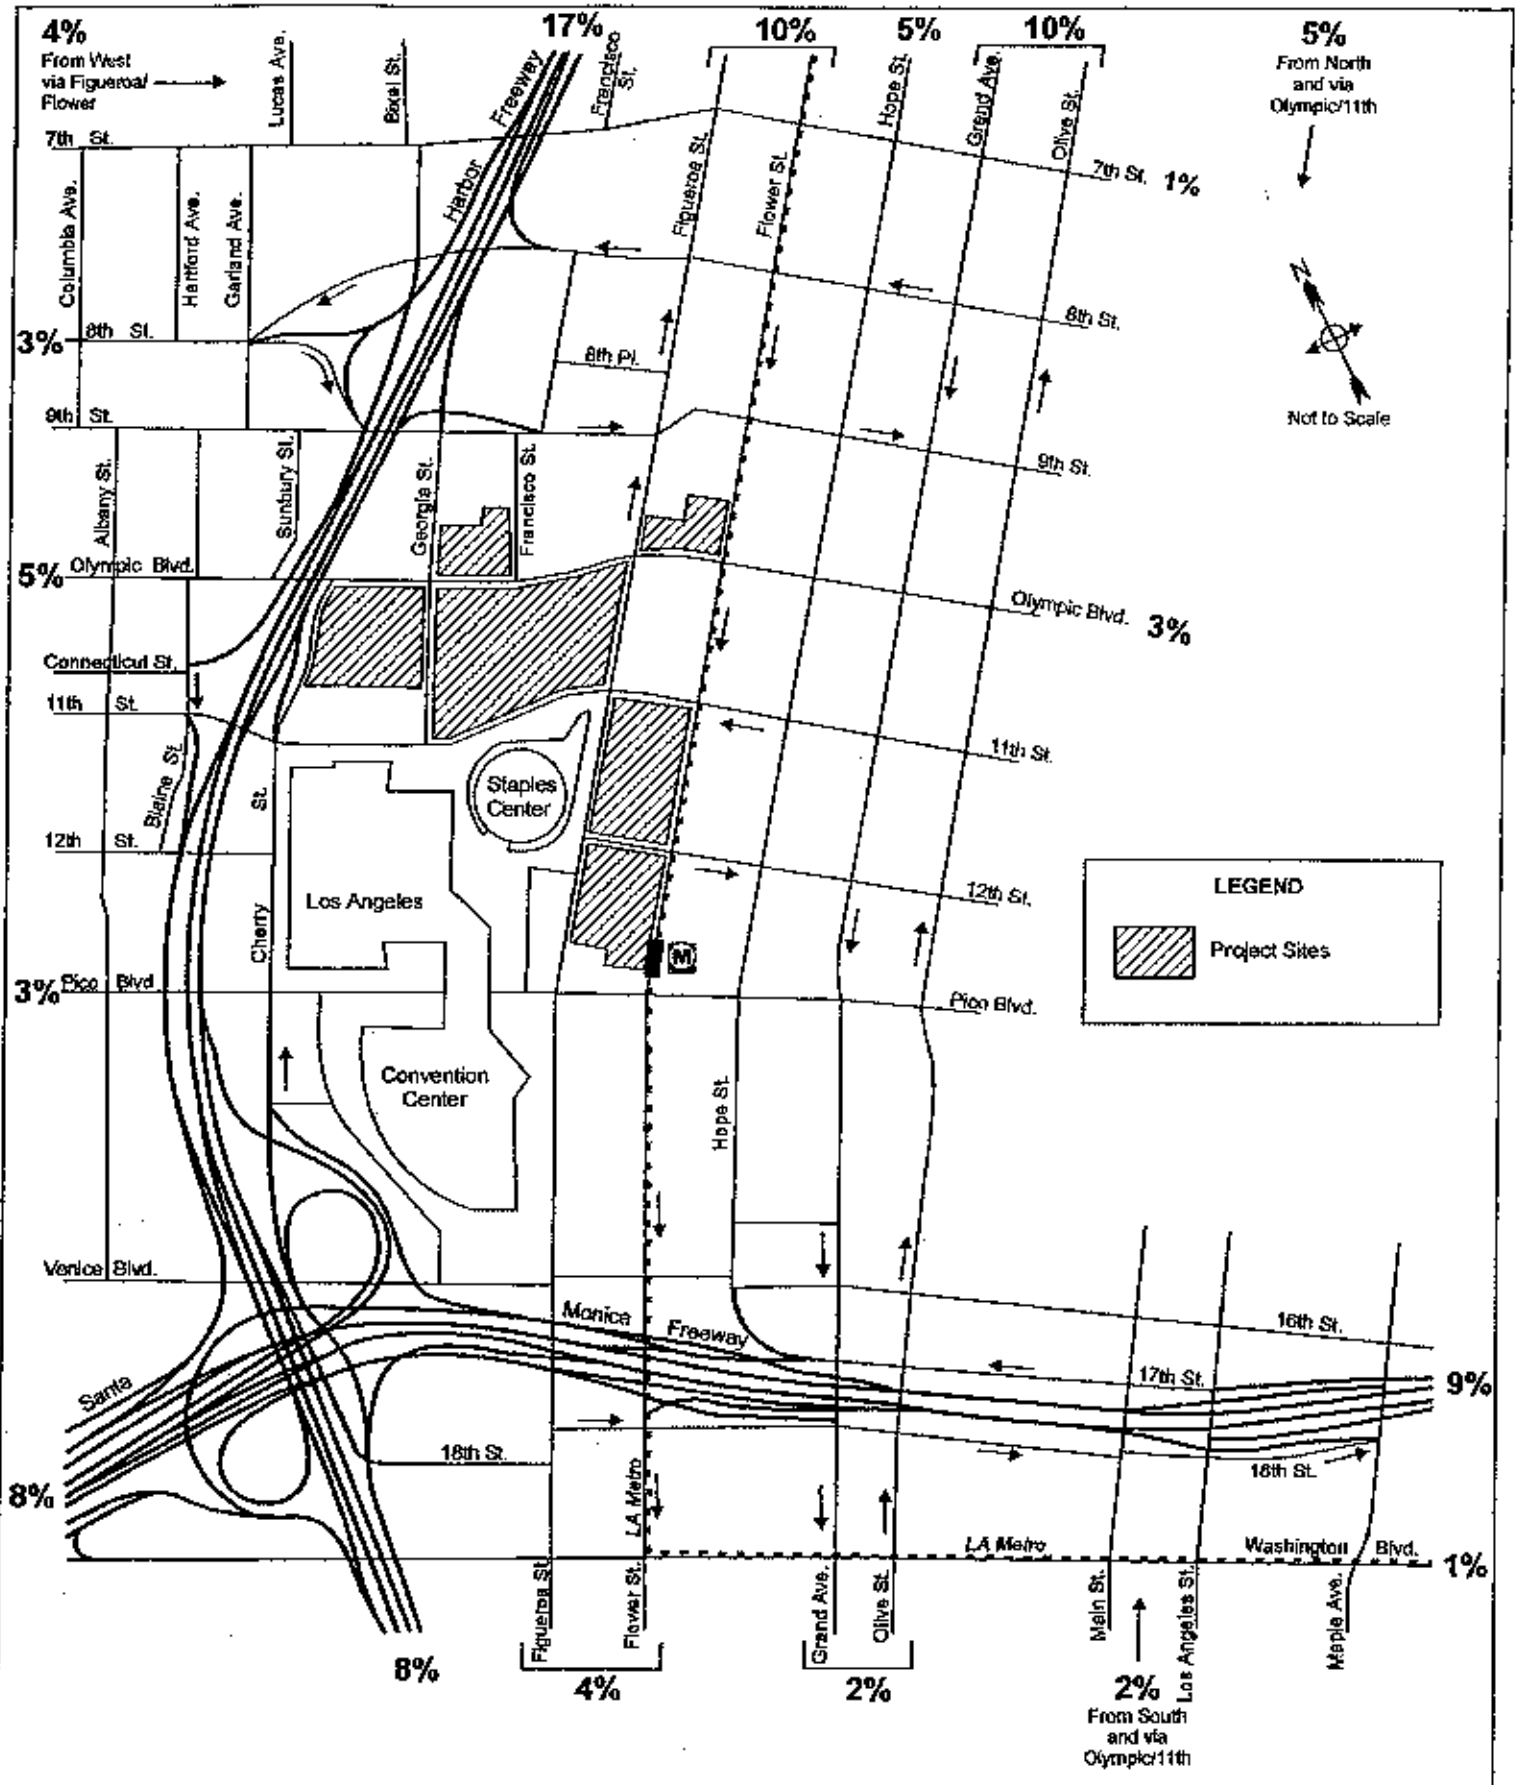 4%
From West
via Figueroa/
Flower
17%
10%
5%
10%
5%
From North
and via
Olympic/11th
Lucas Ave.
Bixel St.
Harbor
Freeway
Francisco
St.
Hope St.
Grand Ave.
Olive St.
7th St.
7th St. 1%
Columbia Ave.
Hartford Ave.
Garland Ave.
Figueroa St.
Flower St.
N
Not to Scale
3%
8th St.
8th St.
8th Pl.
9th St.
9th St.
Albany St.
Sunbury St.
Georgia St.
Francisco St.
5%
Olympic Blvd.
Olympic Blvd. 3%
Connecticut St.
11th St.
11th St.
Blaine St.
Staples
Center
12th St.
12th St.
Cherry St.
Los Angeles
LEGEND
Project Sites
M
3%
Pico Blvd
Pico Blvd.
Convention
Center
Hope St.
Venice Blvd.
Santa
Monica
Freeway
16th St.
17th St.
9%
18th St.
18th St.
8%
LA Metro
LA Metro
Washington Blvd.
1%
Figueroa St.
Flower St.
Grand Ave.
Olive St.
Main St.
Los Angeles St.
Maple Ave.
8%
4%
2%
2%
From South
and via
Olympic/11th